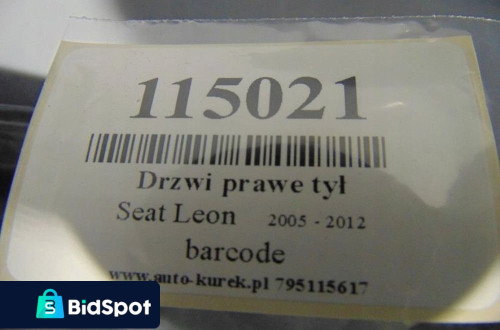 115021
Drzwi prawe tył
Seat Leon 2005 - 2012
barcode
www.auto-kurek.pl 795115617
BidSpot